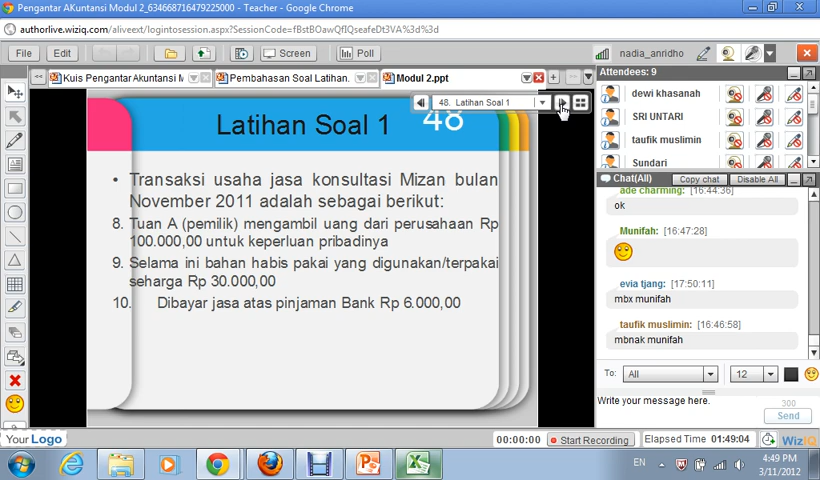 Pengantar AKuntansi Modul 2_634668716479225000 - Teacher - Google Chrome
authorlive.wiziq.com/aliveext/logintosession.aspx?SessionCode=fBstBOawQfIQseafeDt3VA%3d%3d
File Edit Screen Poll nadia_anridho
Kuis Pengantar Akuntansi M Pembahasan Soal Latihan. Modul 2.ppt
Attendees: 9
48. Latihan Soal 1
dewi khasanah
SRI UNTARI
taufik muslimin
Sundari
Latihan Soal 1 48
• Transaksi usaha jasa konsultasi Mizan bulan
November 2011 adalah sebagai berikut:
8. Tuan A (pemilik) mengambil uang dari perusahaan Rp
100.000,00 untuk keperluan pribadinya
9. Selama ini bahan habis pakai yang digunakan/terpakai
seharga Rp 30.000,00
10. Dibayar jasa atas pinjaman Bank Rp 6.000,00
Chat(All) Copy chat Disable All
ade charming: [16:44:36]
ok
Munifah: [16:47:28]
evia tjang: [17:50:11]
mbx munifah
taufik muslimin: [16:46:58]
mbnak munifah
To: All 12
Write your message here.
300
Send
Your Logo
00:00:00 Start Recording Elapsed Time 01:49:04 WizIQ
EN 4:49 PM
3/11/2012